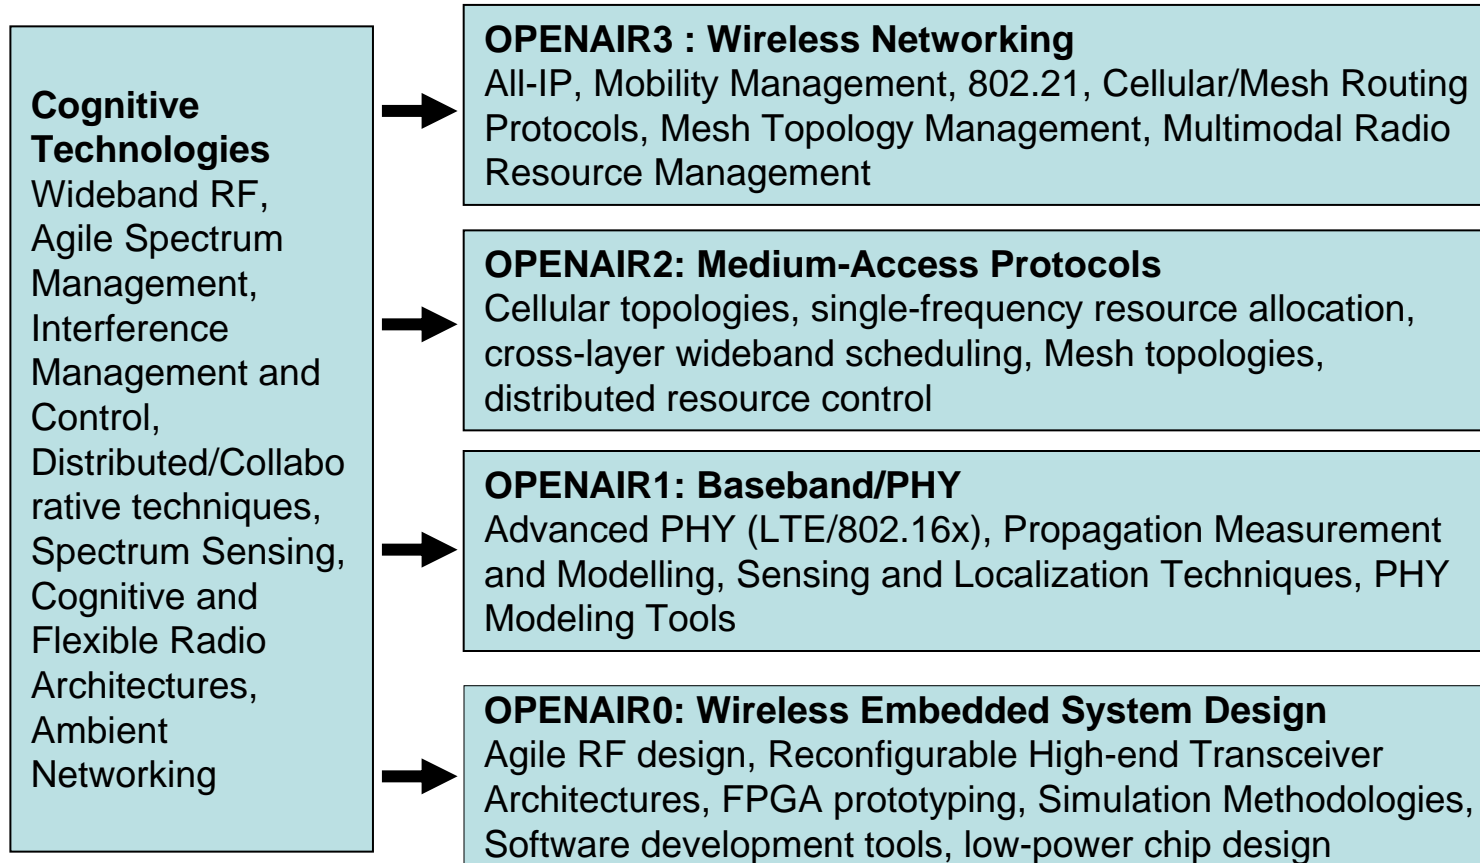 Cognitive
Technologies
Wideband RF,
Agile Spectrum
Management,
Interference
Management and
Control,
Distributed/Collabo
rative techniques,
Spectrum Sensing,
Cognitive and
Flexible Radio
Architectures,
Ambient
Networking
OPENAIR3 : Wireless Networking
All-IP, Mobility Management, 802.21, Cellular/Mesh Routing
Protocols, Mesh Topology Management, Multimodal Radio
Resource Management
OPENAIR2: Medium-Access Protocols
Cellular topologies, single-frequency resource allocation,
cross-layer wideband scheduling, Mesh topologies,
distributed resource control
OPENAIR1: Baseband/PHY
Advanced PHY (LTE/802.16x), Propagation Measurement
and Modelling, Sensing and Localization Techniques, PHY
Modeling Tools
OPENAIR0: Wireless Embedded System Design
Agile RF design, Reconfigurable High-end Transceiver
Architectures, FPGA prototyping, Simulation Methodologies,
Software development tools, low-power chip design